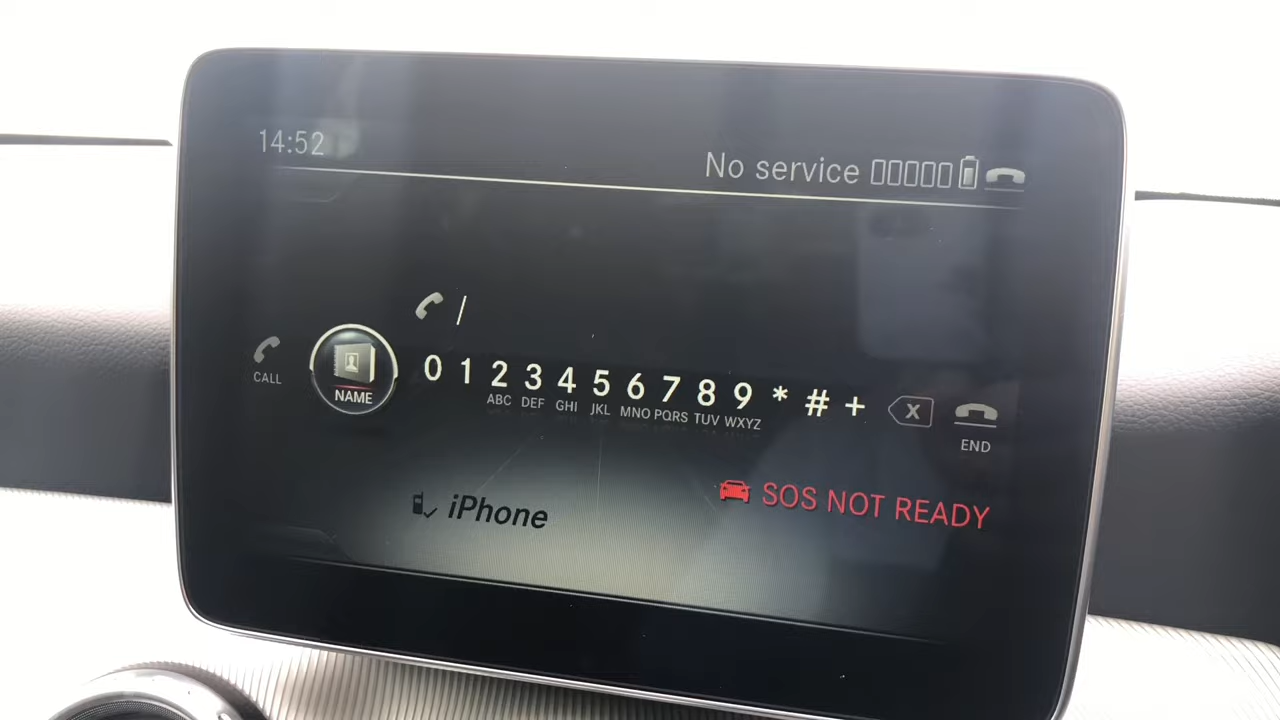 14:52
No service
CALL
NAME
0 1 2 3 4 5 6 7 8 9 * # +
ABC DEF GHI JKL MNO PQRS TUV WXYZ
X
END
iPhone
SOS NOT READY